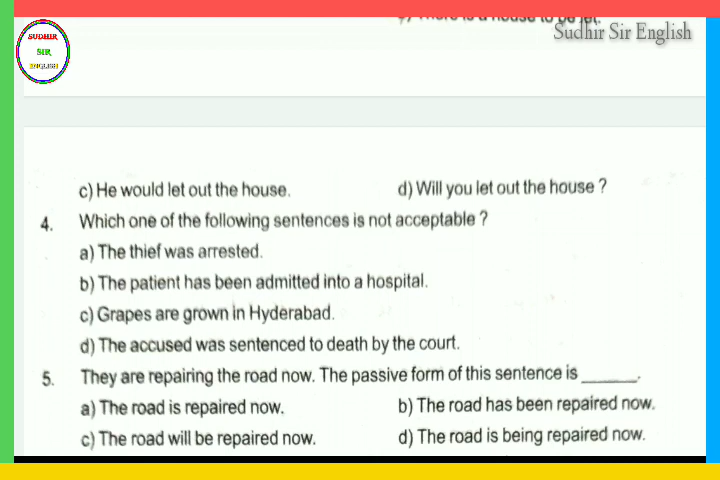 Sudhir Sir English
SUDHIR
SIR
ENGLISH
c) He would let out the house. d) Will you let out the house ?
4. Which one of the following sentences is not acceptable ?
a) The thief was arrested.
b) The patient has been admitted into a hospital.
c) Grapes are grown in Hyderabad.
d) The accused was sentenced to death by the court.
5. They are repairing the road now. The passive form of this sentence is ______.
a) The road is repaired now. b) The road has been repaired now.
c) The road will be repaired now. d) The road is being repaired now.